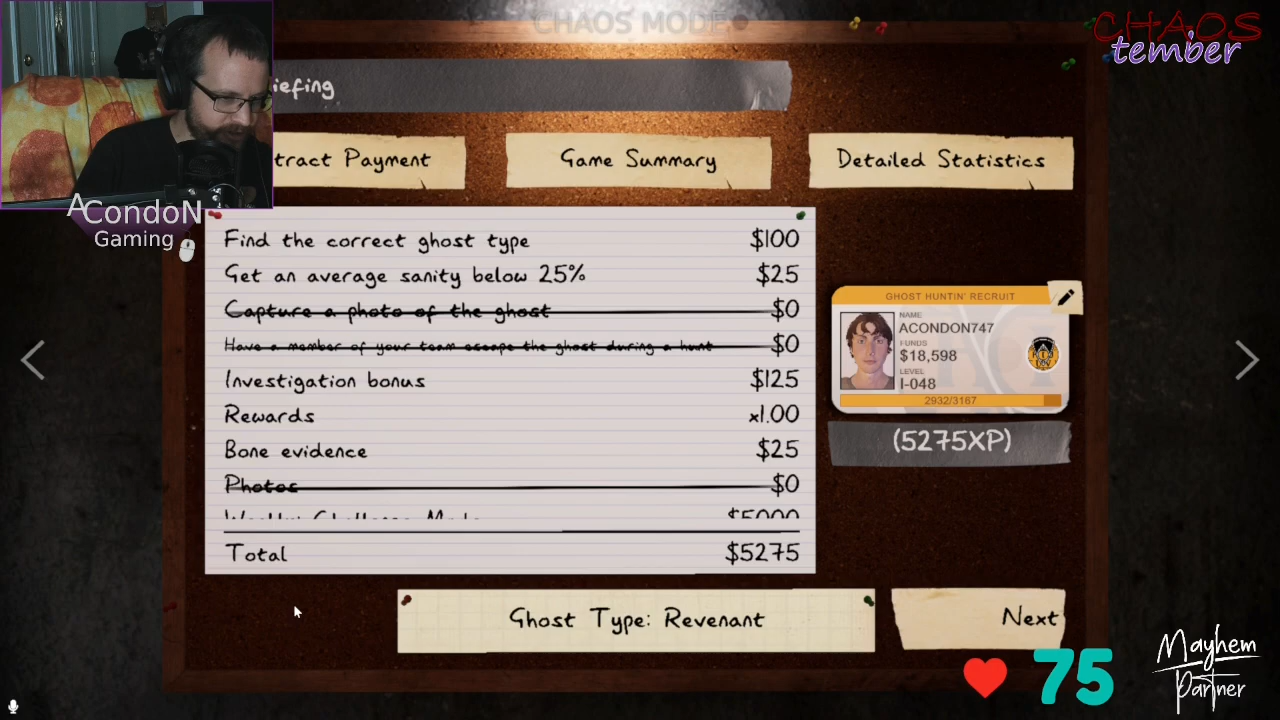 CHAOS MODE
CHAOS
tember
iefing
tract Payment
Game Summary
Detailed Statistics
ACondoN
Gaming
Find the correct ghost type $100
Get an average sanity below 25% $25
Capture a photo of the ghost $0
Have a member of your team escape the ghost during a hunt $0
Investigation bonus $125
Rewards x1.00
Bone evidence $25
Photos $0
Weekly Challenge Mode $5000
Total $5275
GHOST HUNTIN' RECRUIT
NAME
ACONDON747
FUNDS
$18,598
LEVEL
I-048
2932/3167
(5275XP)
Ghost Type: Revenant
Next
75
Mayhem
Partner